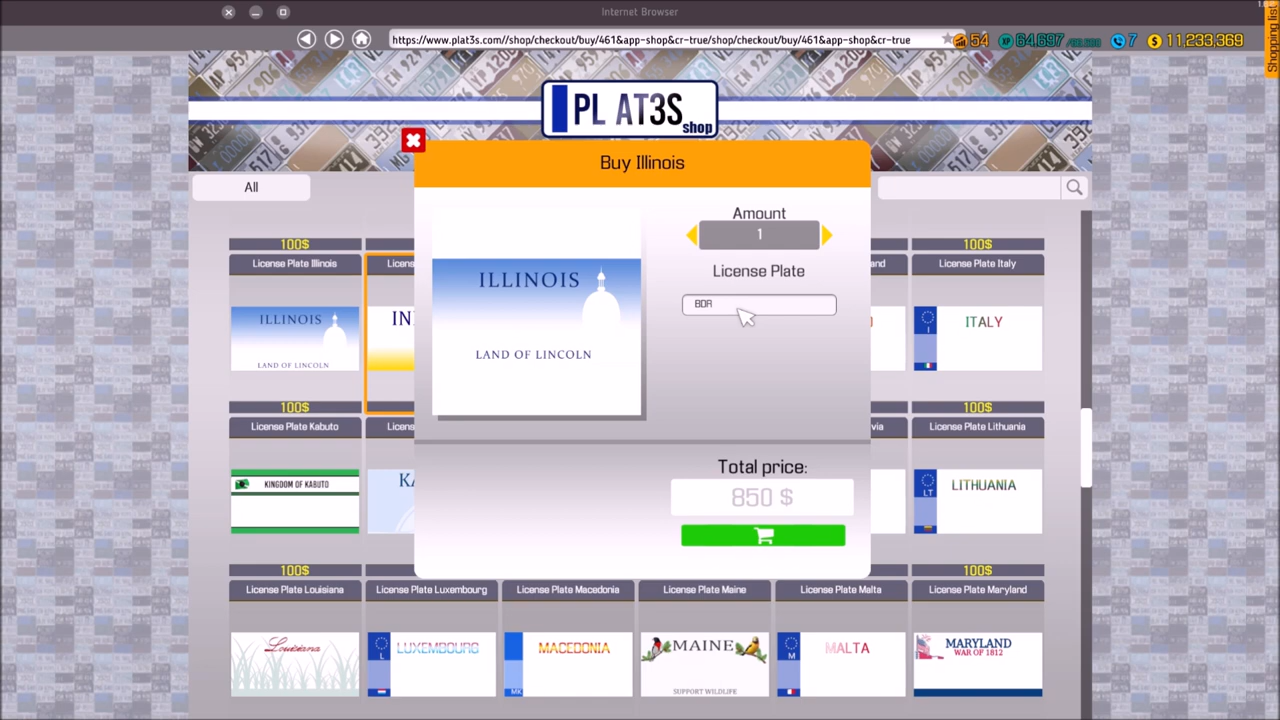 Internet Browser
https://www.plat3s.com//shop/checkout/buy/461&app-shop&cr-true/shop/checkout/buy/461&app-shop&cr-true
54
XP 64,697
7
$ 11,233,369
Shopping list
PL AT3S
shop
Buy Illinois
All
Amount
1
License Plate
BDR
ILLINOIS
LAND OF LINCOLN
Total price:
850 $
100$
100$
License Plate Illinois
License Plate Italy
ILLINOIS
LAND OF LINCOLN
I
ITALY
100$
100$
License Plate Kabuto
License Plate Lithuania
KINGDOM OF KABUTO
LT
LITHUANIA
100$
100$
License Plate Louisiana
License Plate Luxembourg
License Plate Macedonia
License Plate Maine
License Plate Malta
License Plate Maryland
Louisiana
L
LUXEMBOURG
MK
MACEDONIA
MAINE
SUPPORT WILDLIFE
M
MALTA
MARYLAND
WAR OF 1812